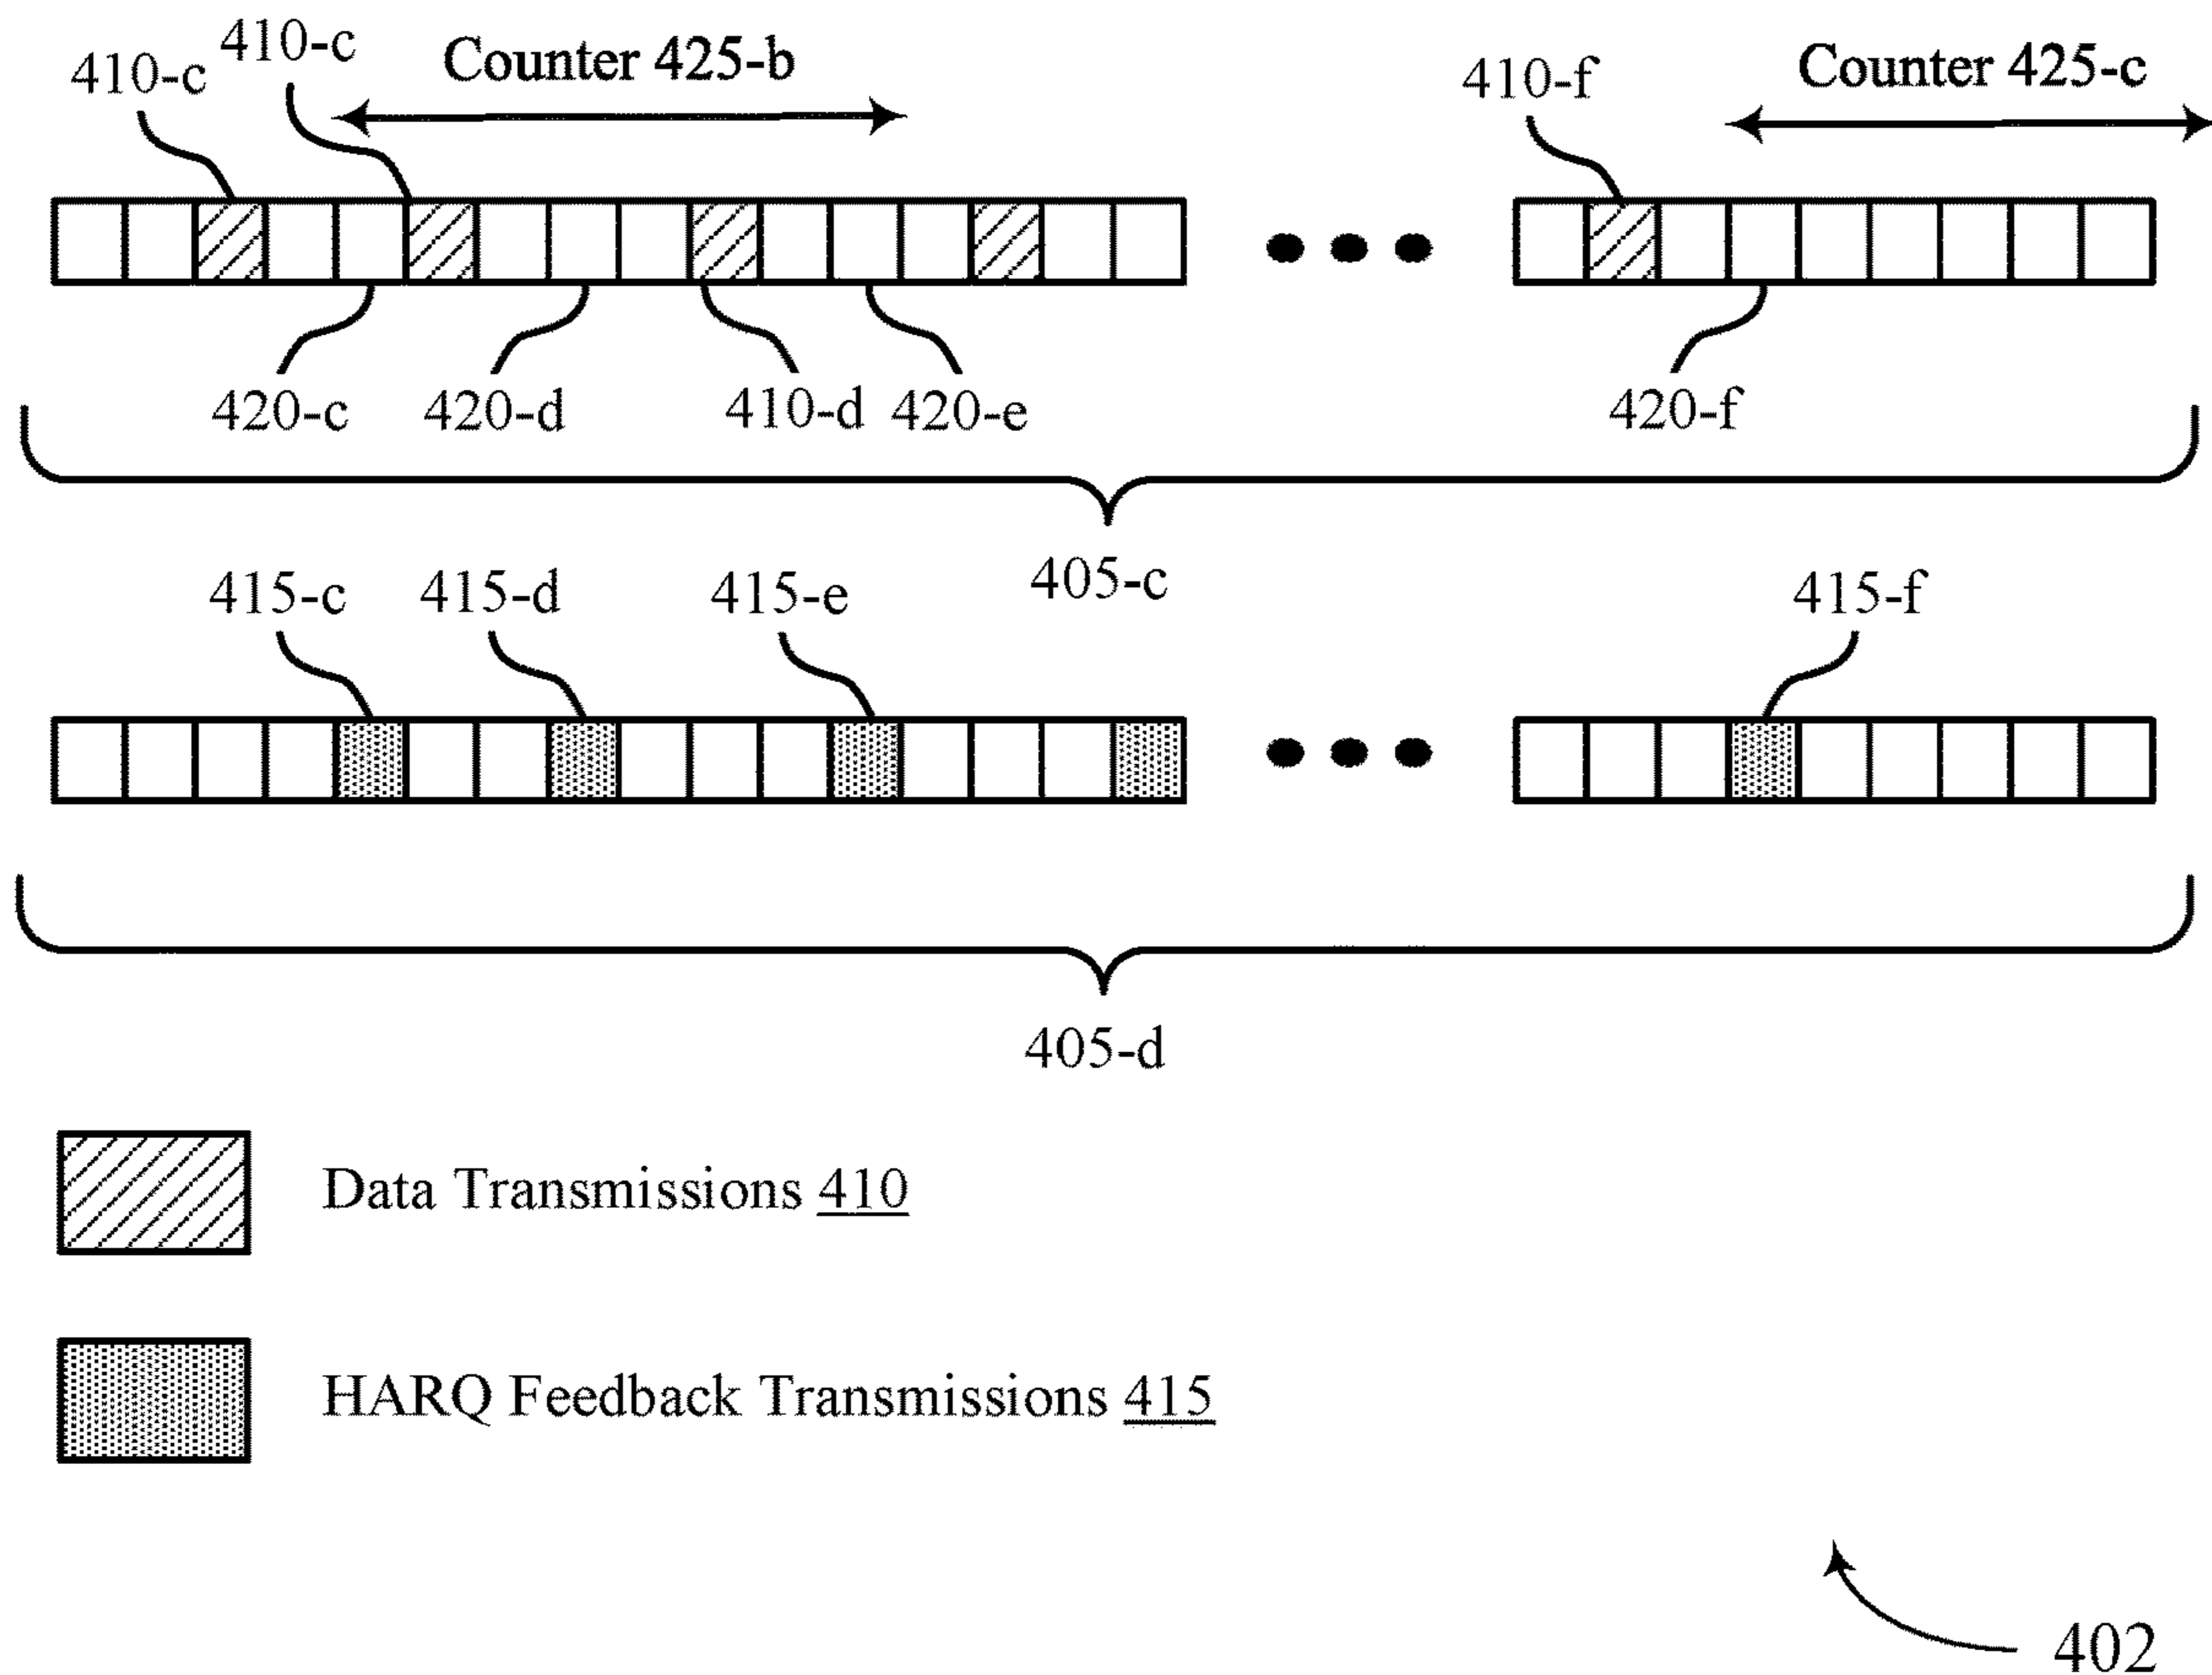 410-c 410-c Counter 425-b 410-f Counter 425-c
420-c 420-d 410-d 420-e 420-f
405-c
415-c 415-d 415-e 415-f
405-d
Data Transmissions 410
HARQ Feedback Transmissions 415
402